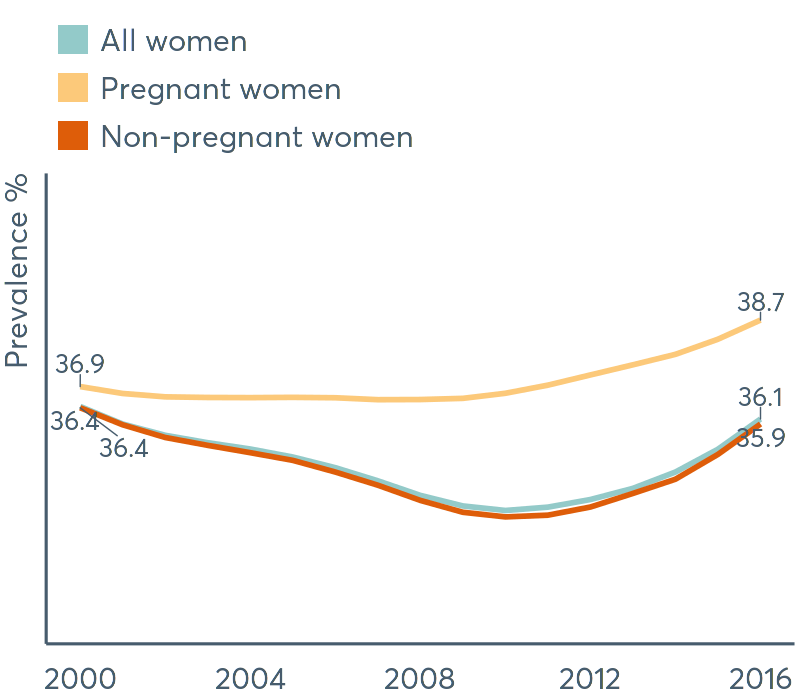 All women
Pregnant women
Non-pregnant women
Prevalence %
38.7
36.9
36.1
36.4
35.9
36.4
2000 2004 2008 2012 2016